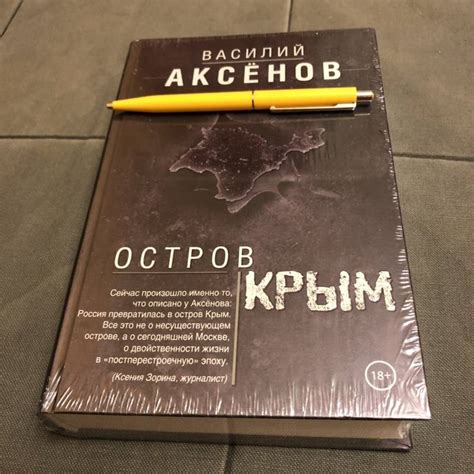 ВАСИЛИЙ
АКСЁНОВ
ОСТРОВ
КРЫМ
Сейчас произошло именно то,
что описано у Аксёнова:
Россия превратилась в остров Крым.
Все это не о несуществующем
острове, а о сегодняшней Москве,
о двойственности жизни
в «постперестроечную» эпоху.
(Ксения Зорина, журналист)
18+